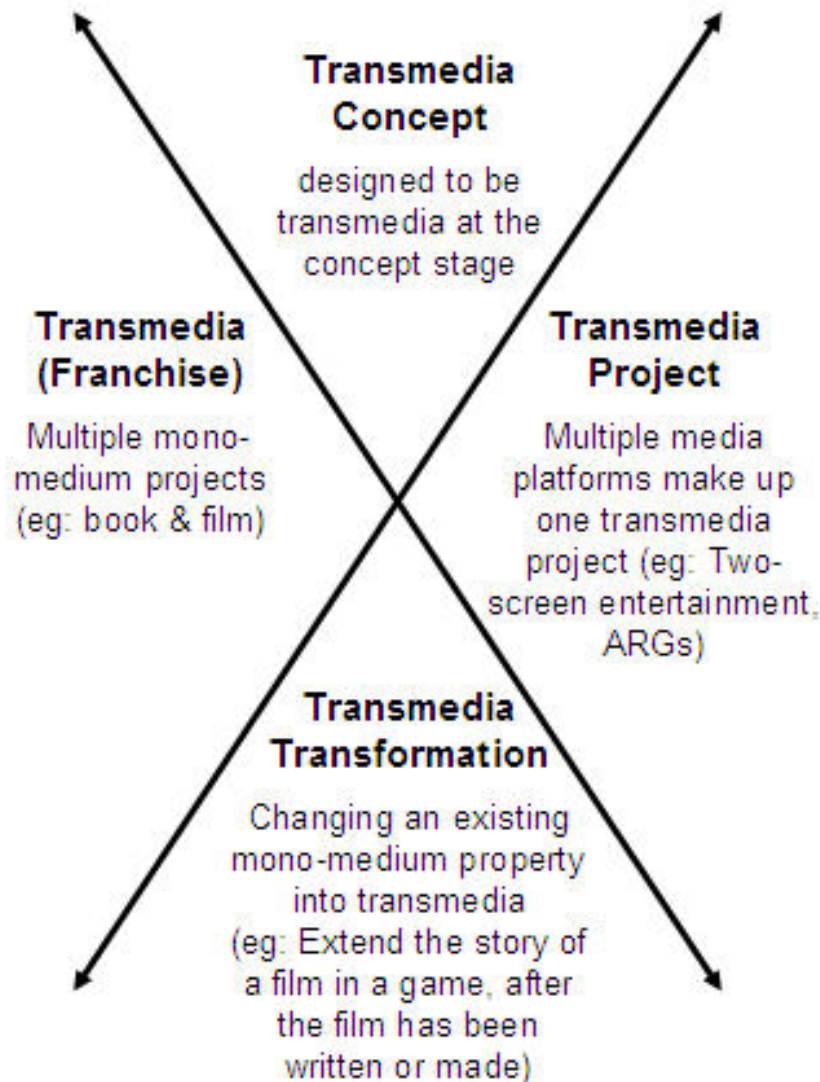 Transmedia
Concept
designed to be
transmedia at the
concept stage
Transmedia
(Franchise)
Multiple mono-
medium projects
(eg: book & film)
Transmedia
Project
Multiple media
platforms make up
one transmedia
project (eg: Two-
screen entertainment,
ARGs)
Transmedia
Transformation
Changing an existing
mono-medium property
into transmedia
(eg: Extend the story of
a film in a game, after
the film has been
written or made)